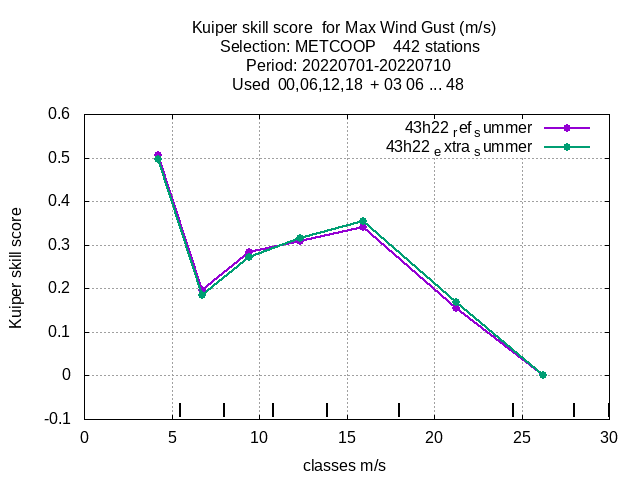 Kuiper skill score  for Max Wind Gust (m/s)
Selection: METCOOP    442 stations
Period: 20220701-20220710
Used  00,06,12,18  + 03 06 ... 48
43h22 ref summer
43h22 extra summer
0.6
0.5
0.4
0.3
0.2
0.1
0
-0.1
Kuiper skill score
0 5 10 15 20 25 30
classes m/s